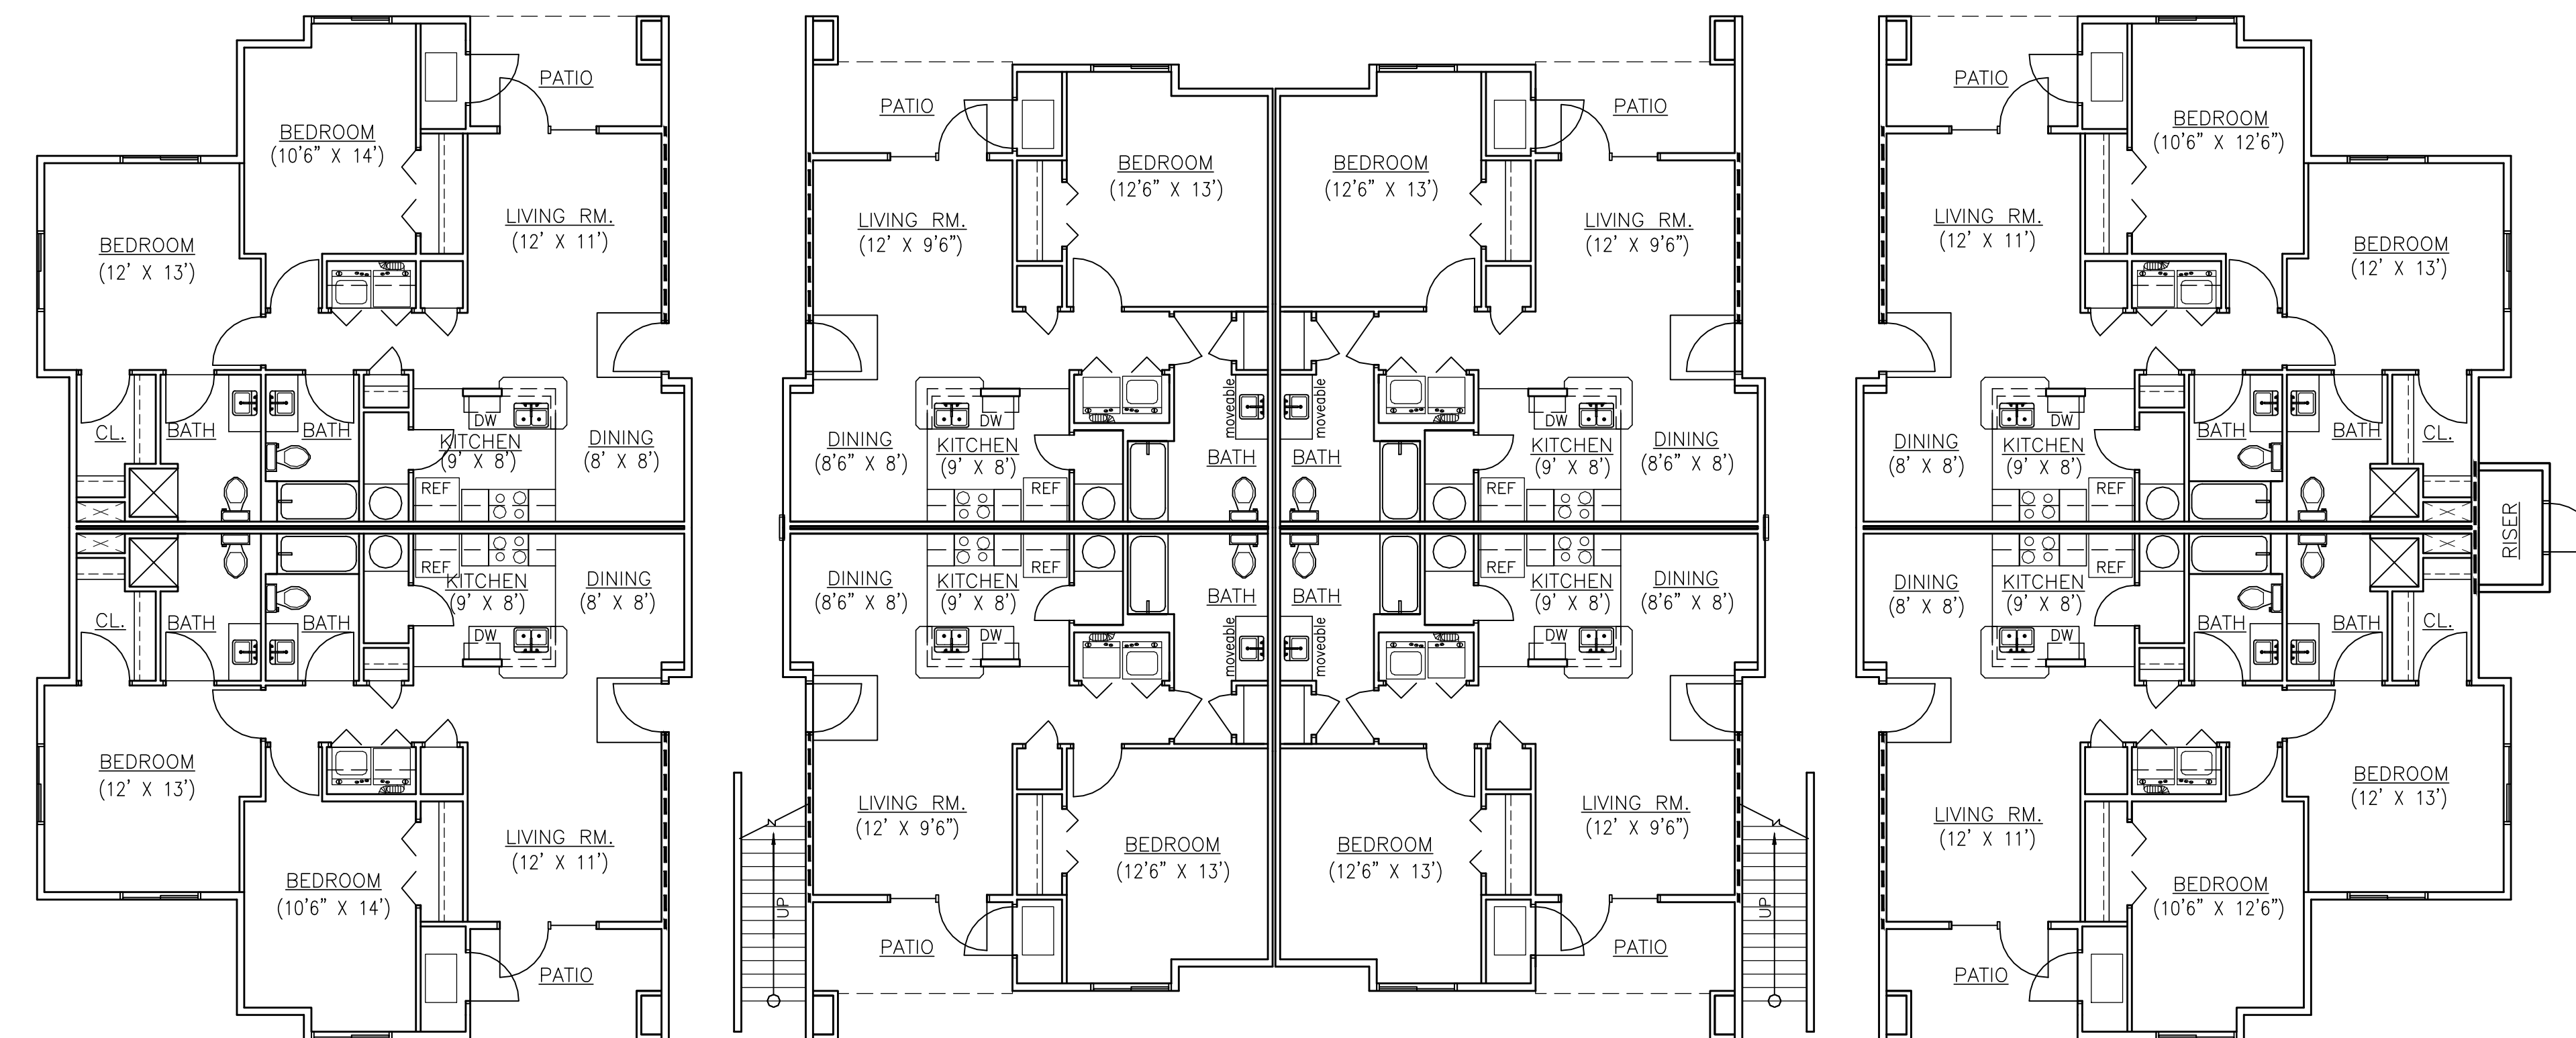 PATIO
BEDROOM
(10'6" X 14')
LIVING RM.
(12' X 11')
BEDROOM
(12' X 13')
CL.
BATH
BATH
DW
KITCHEN
(9' X 8')
REF
DINING
(8' X 8')
REF
KITCHEN
(9' X 8')
DINING
(8' X 8')
CL.
BATH
BATH
DW
BEDROOM
(12' X 13')
LIVING RM.
(12' X 11')
BEDROOM
(10'6" X 14')
PATIO
PATIO
BEDROOM
(12'6" X 13')
LIVING RM.
(12' X 9'6")
moveable
DW
DINING
(8'6" X 8')
KITCHEN
(9' X 8')
BATH
REF
REF
DINING
(8'6" X 8')
KITCHEN
(9' X 8')
BATH
DW
moveable
LIVING RM.
(12' X 9'6")
BEDROOM
(12'6" X 13')
UP
PATIO
PATIO
BEDROOM
(12'6" X 13')
LIVING RM.
(12' X 9'6")
moveable
DW
BATH
KITCHEN
(9' X 8')
DINING
(8'6" X 8')
REF
REF
BATH
KITCHEN
(9' X 8')
DINING
(8'6" X 8')
moveable
DW
LIVING RM.
(12' X 9'6")
BEDROOM
(12'6" X 13')
UP
PATIO
PATIO
BEDROOM
(10'6" X 12'6")
LIVING RM.
(12' X 11')
BEDROOM
(12' X 13')
DW
BATH
BATH
CL.
DINING
(8' X 8')
KITCHEN
(9' X 8')
REF
RISER
REF
DINING
(8' X 8')
KITCHEN
(9' X 8')
DW
BATH
BATH
CL.
BEDROOM
(12' X 13')
LIVING RM.
(12' X 11')
BEDROOM
(10'6" X 12'6")
PATIO